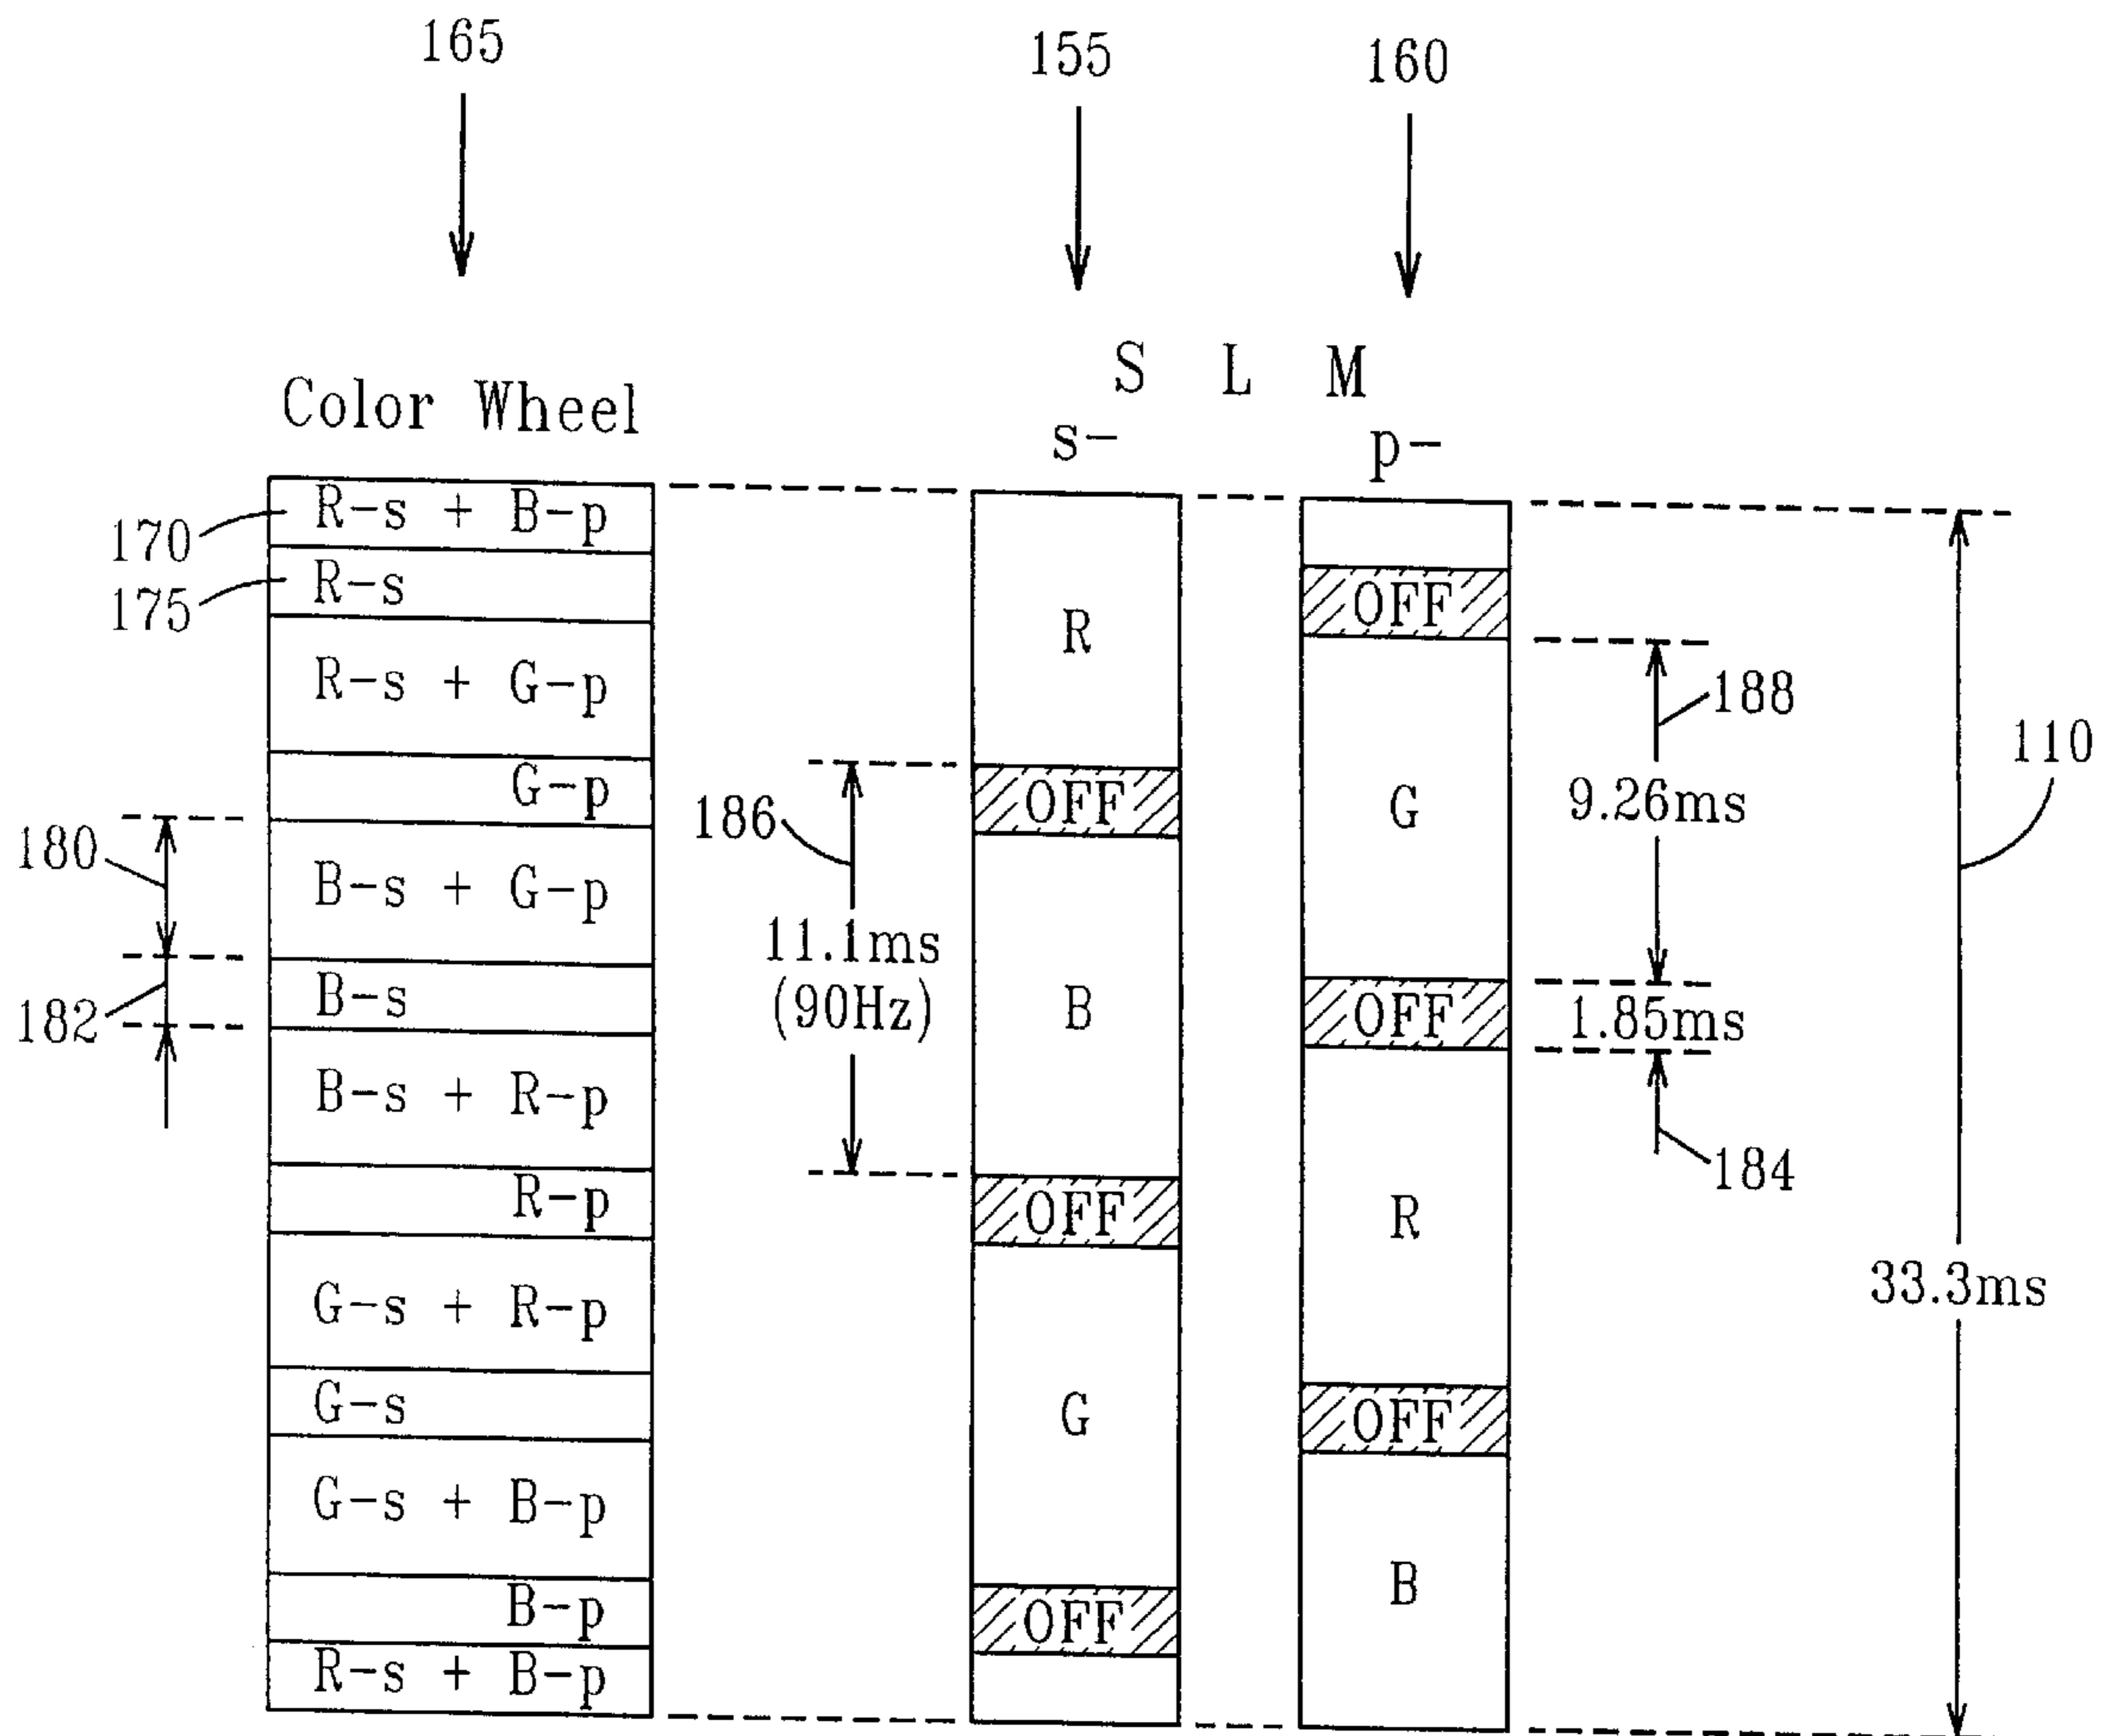 165
155
160
S L M
Color Wheel
s-
p-
R-s + B-p
170
R-s
175
R-s + G-p
G-p
180
B-s + G-p
B-s
182
B-s + R-p
R-p
G-s + R-p
G-s
G-s + B-p
B-p
R-s + B-p
R
OFF
186
11.1ms
(90Hz)
B
OFF
G
OFF
OFF
188
G
9.26ms
OFF
1.85ms
184
R
OFF
B
110
33.3ms